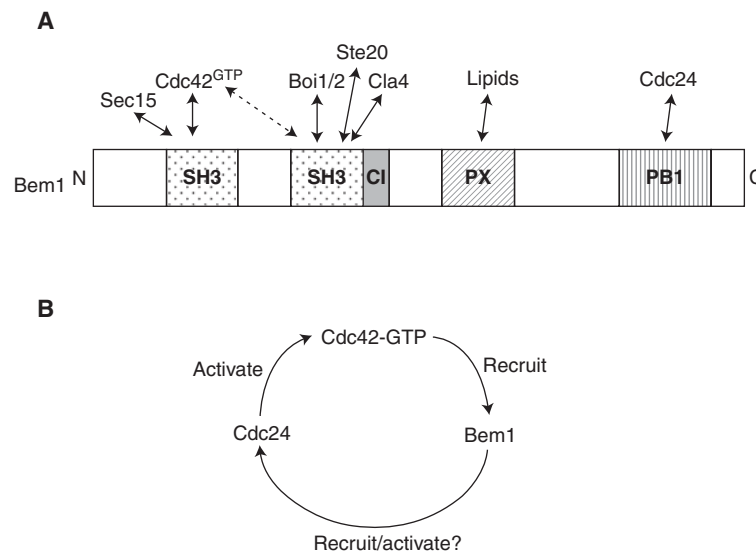 A
Ste20
Cdc42GTP
Boi1/2
Cla4
Lipids
Cdc24
Sec15
Bem1 N
SH3
SH3
CI
PX
PB1
B
Cdc42-GTP
Activate
Recruit
Cdc24
Bem1
Recruit/activate?